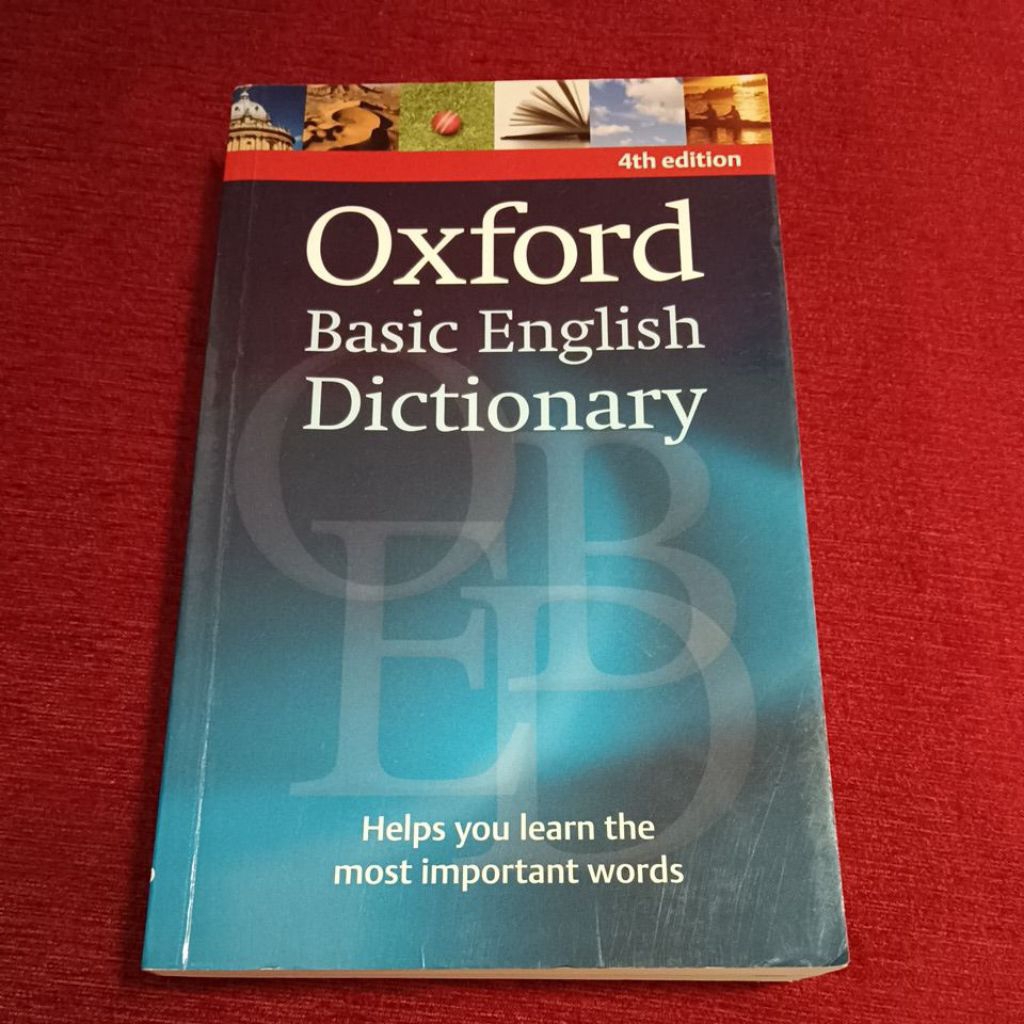 4th edition
Oxford
Basic English
Dictionary
OBED
Helps you learn the
most important words